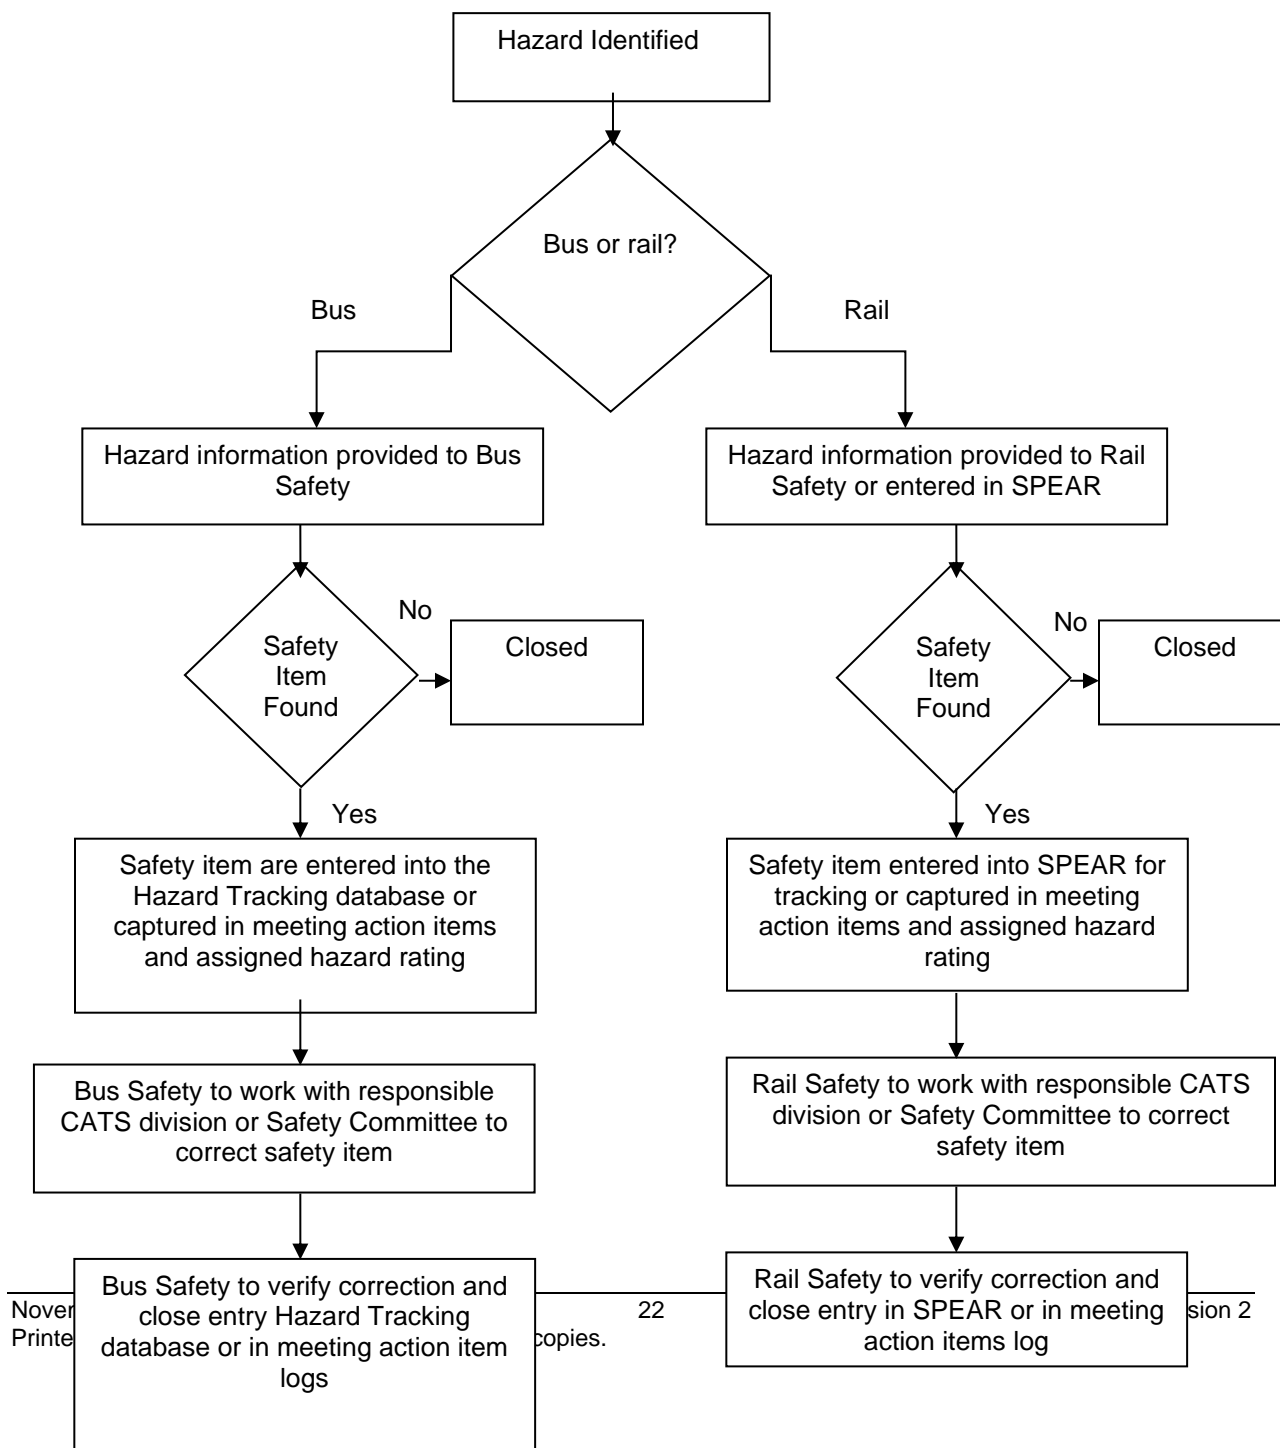 Hazard Identified
Bus or rail?
Bus
Rail
Hazard information provided to Bus
Safety
Hazard information provided to Rail
Safety or entered in SPEAR
No
Safety
Item
Found
Closed
No
Safety
Item
Found
Closed
Yes
Yes
Safety item are entered into the
Hazard Tracking database or
captured in meeting action items
and assigned hazard rating
Safety item entered into SPEAR for
tracking or captured in meeting
action items and assigned hazard
rating
Bus Safety to work with responsible
CATS division or Safety Committee to
correct safety item
Rail Safety to work with responsible CATS
division or Safety Committee to correct
safety item
Bus Safety to verify correction and
close entry Hazard Tracking
database or in meeting action item
logs
Rail Safety to verify correction and
close entry in SPEAR or in meeting
action items log
22
2
copies.